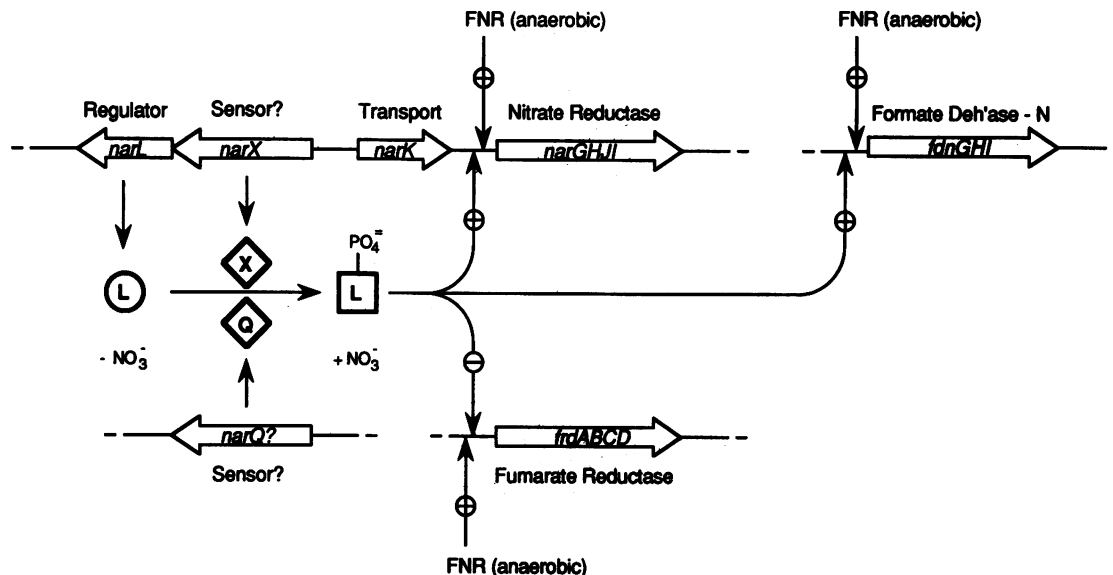 FNR (anaerobic)
FNR (anaerobic)
Regulator
Sensor?
Transport
Nitrate Reductase
Formate Deh'ase - N
narL
narX
narK
narGHJI
fdnGHI
PO4=
X
L
L
Q
- NO3-
+ NO3-
narQ?
frdABCD
Sensor?
Fumarate Reductase
FNR (anaerobic)